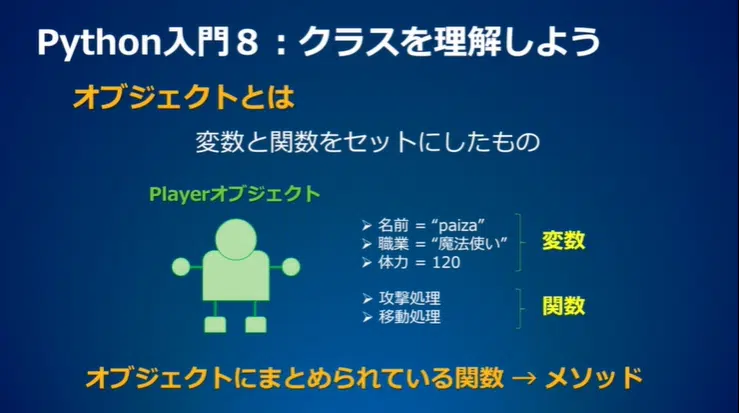 Python入門８：クラスを理解しよう
オブジェクトとは
変数と関数をセットにしたもの
Playerオブジェクト
➢ 名前 = “paiza”
➢ 職業 = “魔法使い”
➢ 体力 = 120
変数
➢ 攻撃処理
➢ 移動処理
関数
オブジェクトにまとめられている関数 → メソッド